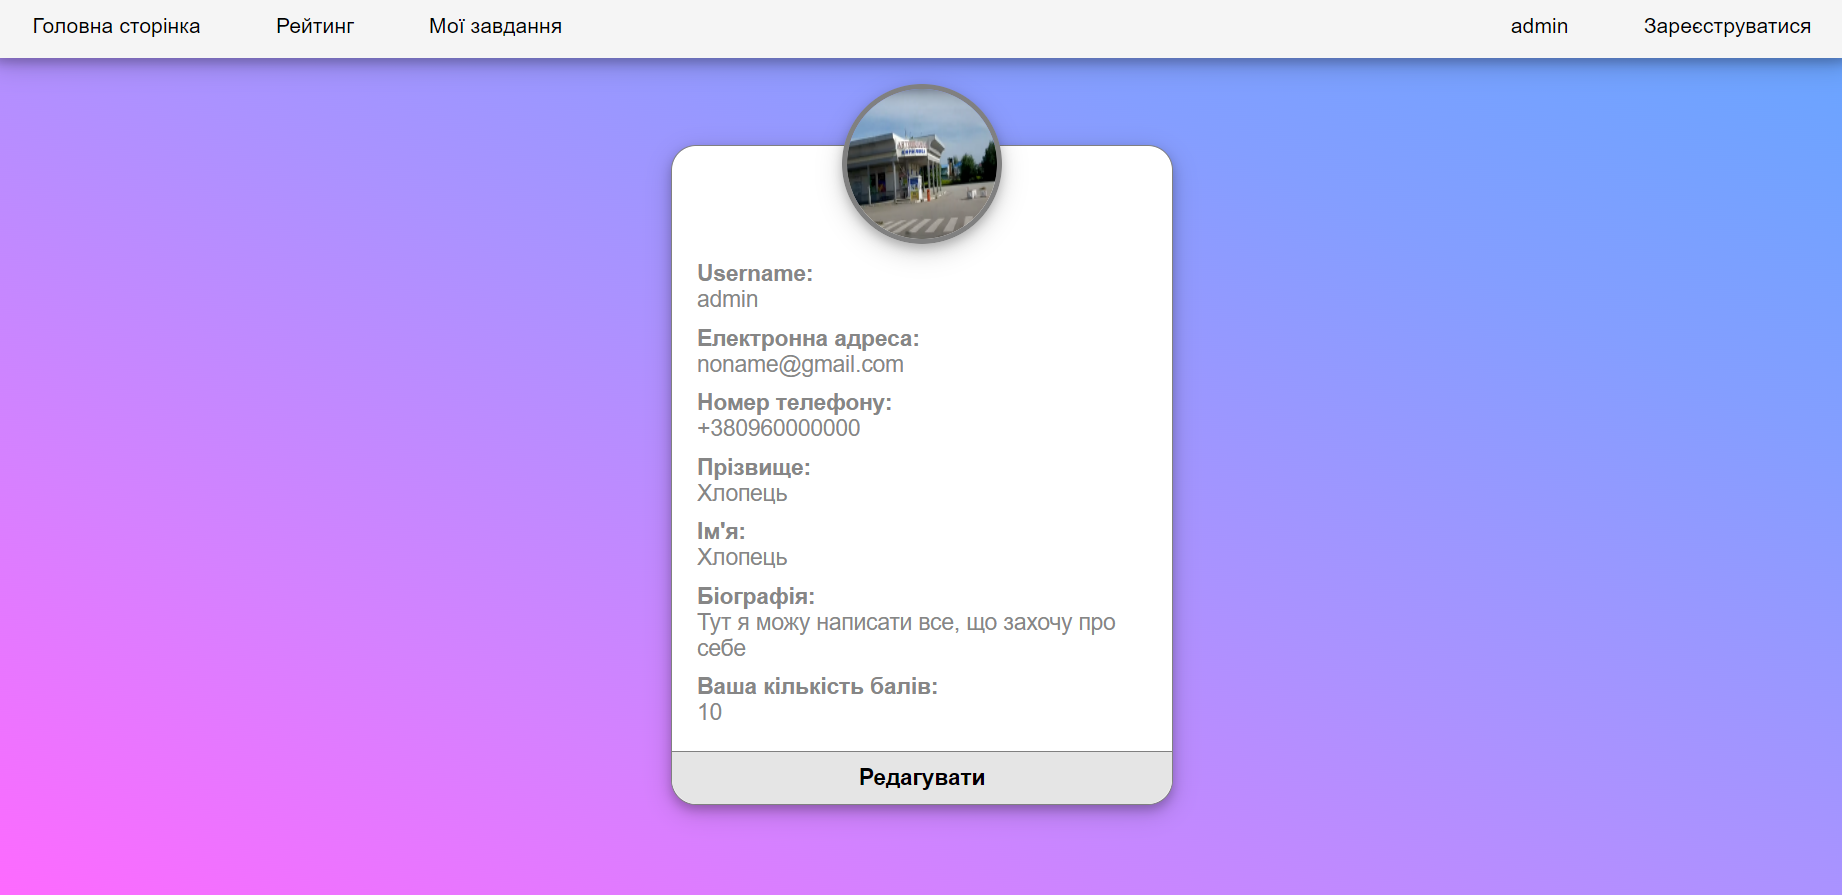 Головна сторінка
Рейтинг
Мої завдання
admin
Зареєструватися
Username:
admin
Електронна адреса:
noname@gmail.com
Номер телефону:
+380960000000
Прізвище:
Хлопець
Ім'я:
Хлопець
Біографія:
Тут я можу написати все, що захочу про
себе
Ваша кількість балів:
10
Редагувати